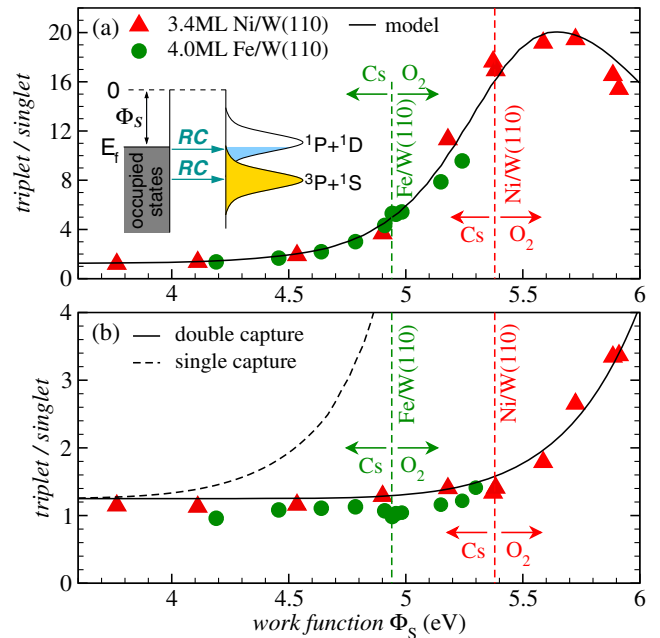 (a)
3.4ML Ni/W(110)
4.0ML Fe/W(110)
model
triplet / singlet
20
16
12
8
4
0
0
Φs
Ef
occupied
states
RC
RC
¹P+¹D
³P+¹S
Cs O₂
Fe/W(110)
Ni/W(110)
Cs O₂
4 4.5 5 5.5 6
(b)
double capture
single capture
triplet / singlet
4
3
2
1
0
Fe/W(110)
Ni/W(110)
Cs O₂
Cs O₂
4 4.5 5 5.5 6
work function Φs (eV)